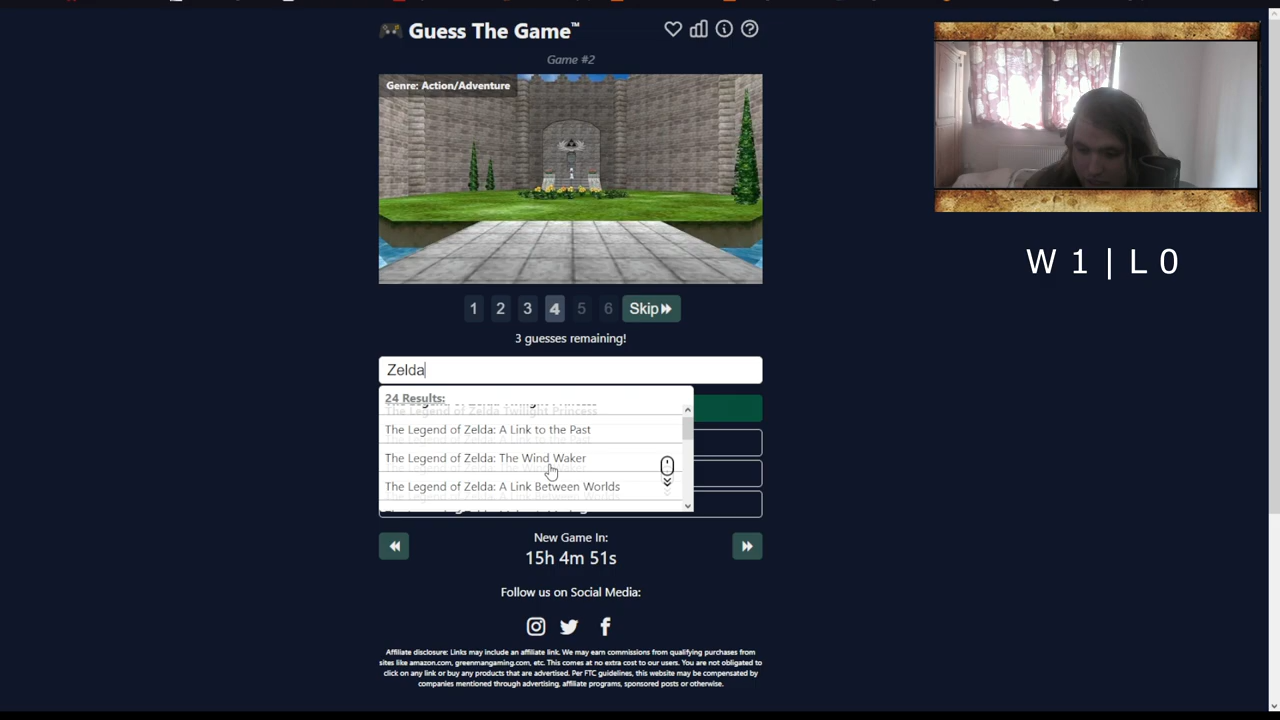 Guess The Game™
Game #2
Genre: Action/Adventure
1 2 3 4 5 6 Skip
3 guesses remaining!
Zelda
24 Results:
The Legend of Zelda Twilight Princess
The Legend of Zelda: A Link to the Past
The Legend of Zelda: The Wind Waker
The Legend of Zelda: A Link Between Worlds
New Game In:
15h 4m 51s
Follow us on Social Media:
Affiliate disclosure: Links may include an affiliate link. We may earn commissions from qualifying purchases from
sites like amazon.com, greenmangaming.com, etc. This comes at no extra cost to our users. You are not obligated to
click on any link or buy any products that are advertised. Per FTC guidelines, this website may be compensated by
companies mentioned through advertising, affiliate programs, sponsored posts or otherwise.
W 1 | L 0